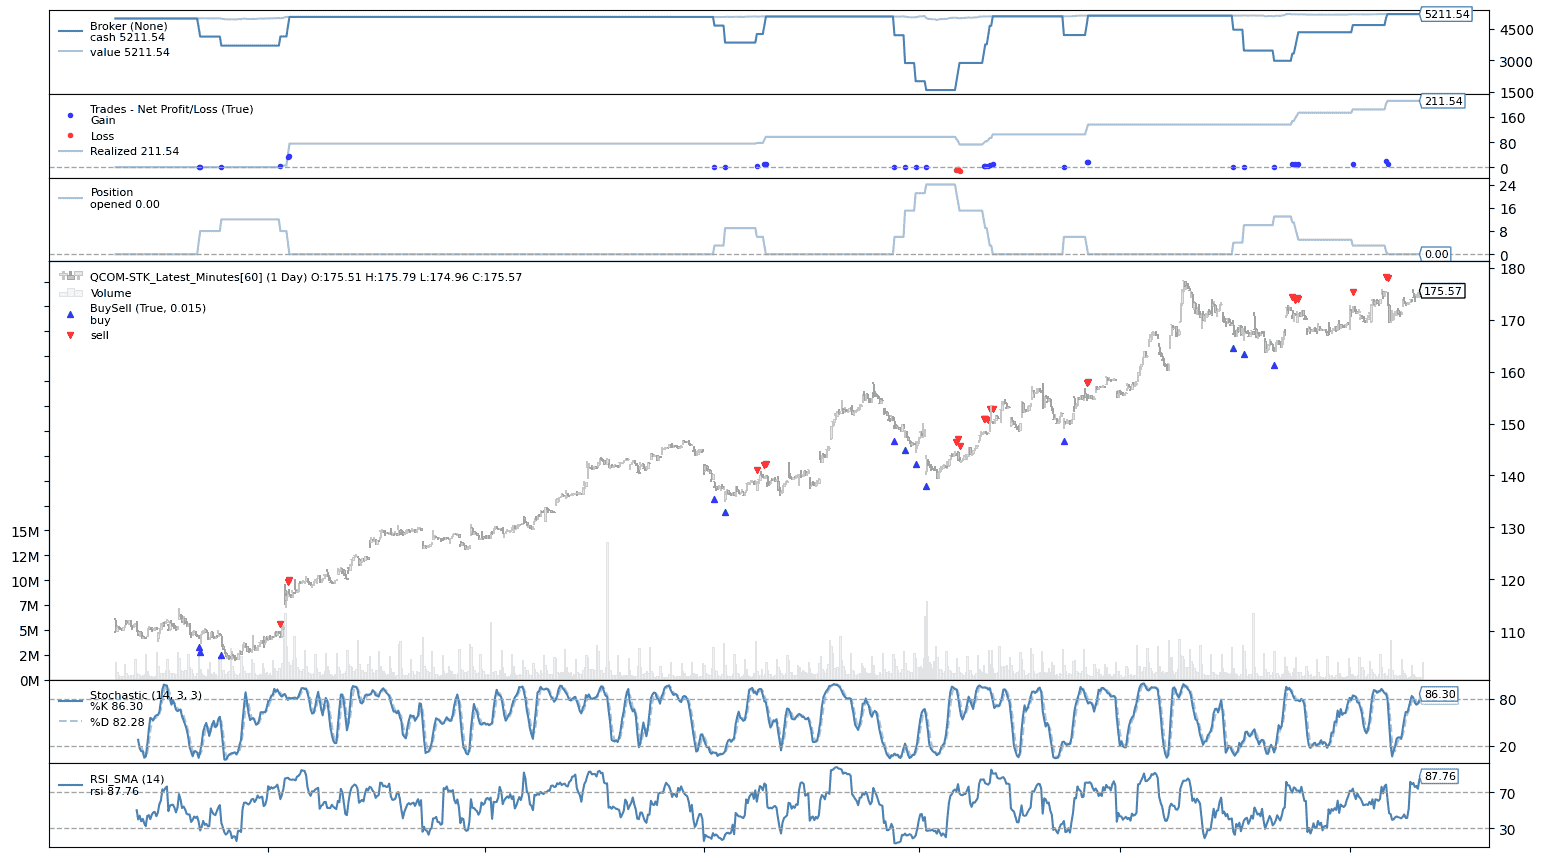 Broker (None)
cash 5211.54
value 5211.54
5211.54
4500
3000
1500
Trades - Net Profit/Loss (True)
Gain
Loss
Realized 211.54
211.54
160
80
0
Position
opened 0.00
24
16
8
0
0.00
QCOM-STK_Latest_Minutes[60] (1 Day) O:175.51 H:175.79 L:174.96 C:175.57
Volume
BuySell (True, 0.015)
buy
sell
180
175.57
170
160
150
140
130
120
110
15M
12M
10M
7M
5M
2M
0M
Stochastic (14, 3, 3)
%K 86.30
%D 82.28
86.30
80
20
RSI_SMA (14)
rsi 87.76
87.76
70
30